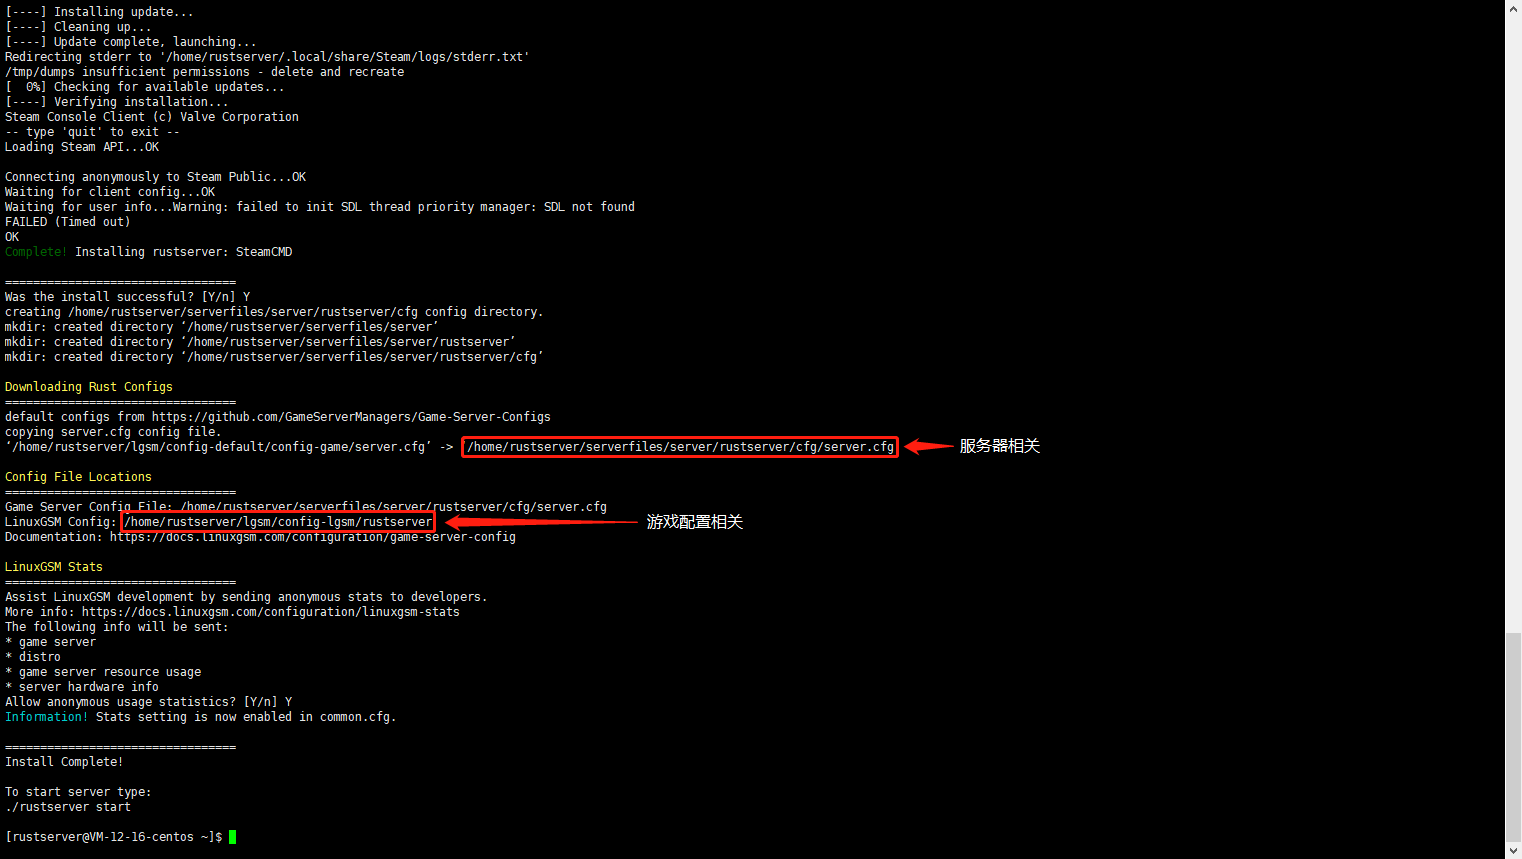 [----] Installing update...
[----] Cleaning up...
[----] Update complete, launching...
Redirecting stderr to '/home/rustserver/.local/share/Steam/logs/stderr.txt'
/tmp/dumps insufficient permissions - delete and recreate
[  0%] Checking for available updates...
[----] Verifying installation...
Steam Console Client (c) Valve Corporation
-- type 'quit' to exit --
Loading Steam API...OK
Connecting anonymously to Steam Public...OK
Waiting for client config...OK
Waiting for user info...Warning: failed to init SDL thread priority manager: SDL not found
FAILED (Timed out)
OK
Complete! Installing rustserver: SteamCMD
=================================
Was the install successful? [Y/n] Y
creating /home/rustserver/serverfiles/server/rustserver/cfg config directory.
mkdir: created directory ‘/home/rustserver/serverfiles/server’
mkdir: created directory ‘/home/rustserver/serverfiles/server/rustserver’
mkdir: created directory ‘/home/rustserver/serverfiles/server/rustserver/cfg’
Downloading Rust Configs
=================================
default configs from https://github.com/GameServerManagers/Game-Server-Configs
copying server.cfg config file.
‘/home/rustserver/lgsm/config-default/config-game/server.cfg’ -> ‘/home/rustserver/serverfiles/server/rustserver/cfg/server.cfg 服务器相关
Config File Locations
=================================
Game Server Config File: /home/rustserver/serverfiles/server/rustserver/cfg/server.cfg
LinuxGSM Config: /home/rustserver/lgsm/config-lgsm/rustserver 游戏配置相关
Documentation: https://docs.linuxgsm.com/configuration/game-server-config
LinuxGSM Stats
=================================
Assist LinuxGSM development by sending anonymous stats to developers.
More info: https://docs.linuxgsm.com/configuration/linuxgsm-stats
The following info will be sent:
* game server
* distro
* game server resource usage
* server hardware info
Allow anonymous usage statistics? [Y/n] Y
Information! Stats setting is now enabled in common.cfg.
=================================
Install Complete!
To start server type:
./rustserver start
[rustserver@VM-12-16-centos ~]$